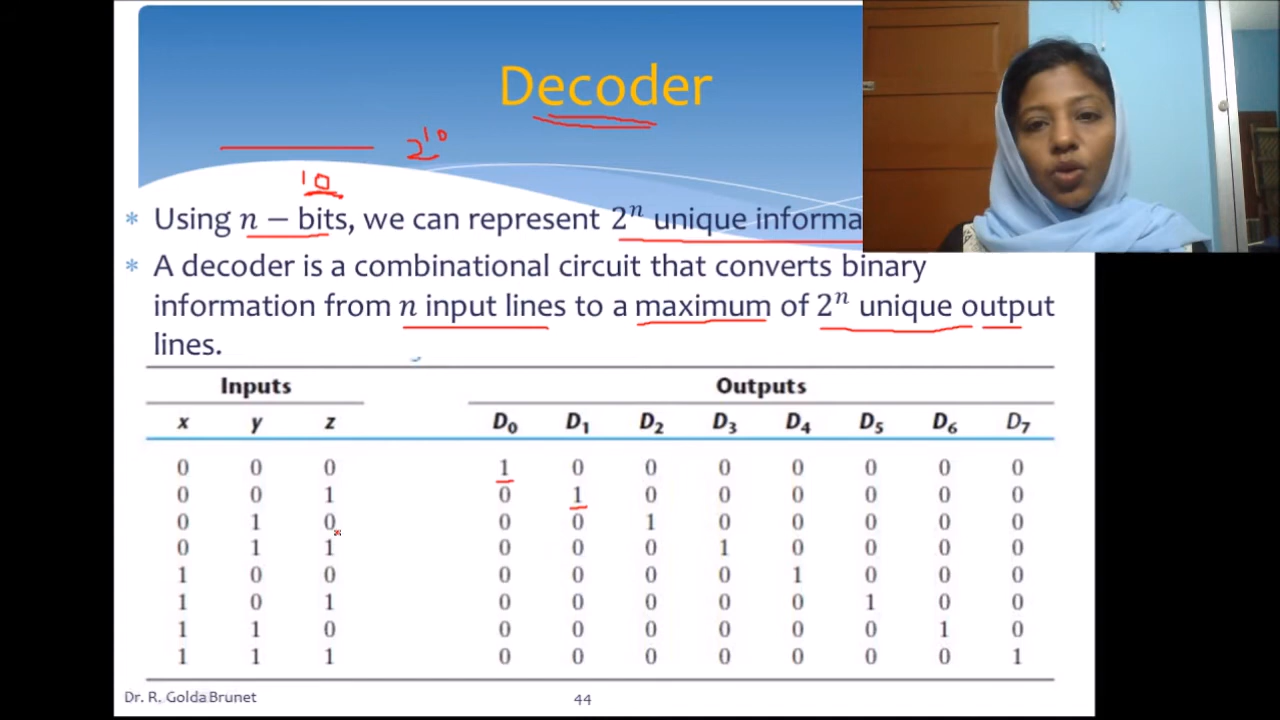 Decoder
2^10
10
* Using n − bits, we can represent 2^n unique informa
* A decoder is a combinational circuit that converts binary
information from n input lines to a maximum of 2^n unique output
lines.
Inputs Outputs
x y z D₀ D₁ D₂ D₃ D₄ D₅ D₆ D₇
0 0 0 1 0 0 0 0 0 0 0
0 0 1 0 1 0 0 0 0 0 0
0 1 0 0 0 1 0 0 0 0 0
0 1 1 0 0 0 1 0 0 0 0
1 0 0 0 0 0 0 1 0 0 0
1 0 1 0 0 0 0 0 1 0 0
1 1 0 0 0 0 0 0 0 1 0
1 1 1 0 0 0 0 0 0 0 1
Dr. R. Golda Brunet 44